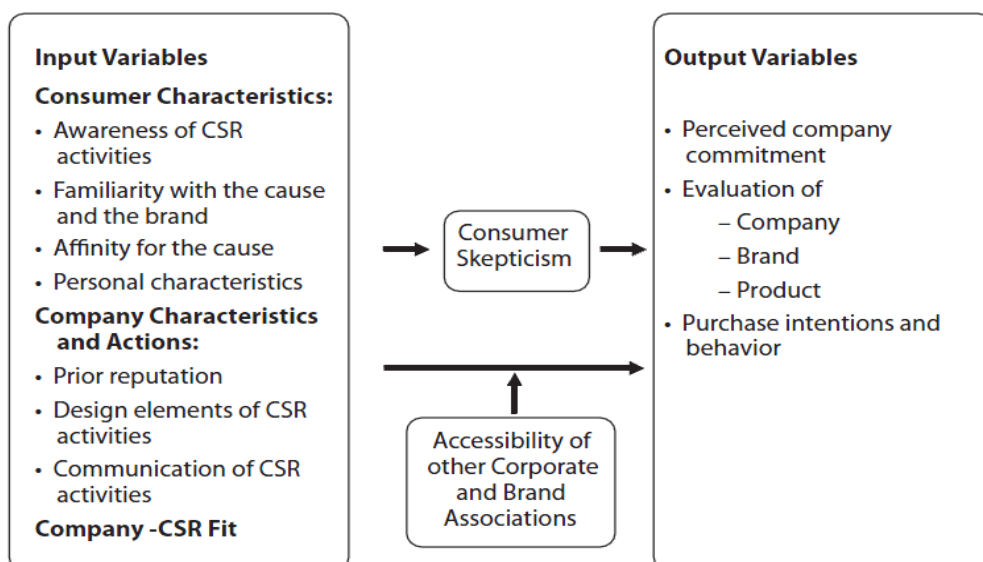 Input Variables
Consumer Characteristics:
• Awareness of CSR
activities
• Familiarity with the cause
and the brand
• Affinity for the cause
• Personal characteristics
Company Characteristics
and Actions:
• Prior reputation
• Design elements of CSR
activities
• Communication of CSR
activities
Company -CSR Fit
Consumer
Skepticism
Accessibility of
other Corporate
and Brand
Associations
Output Variables
• Perceived company
commitment
• Evaluation of
– Company
– Brand
– Product
• Purchase intentions and
behavior